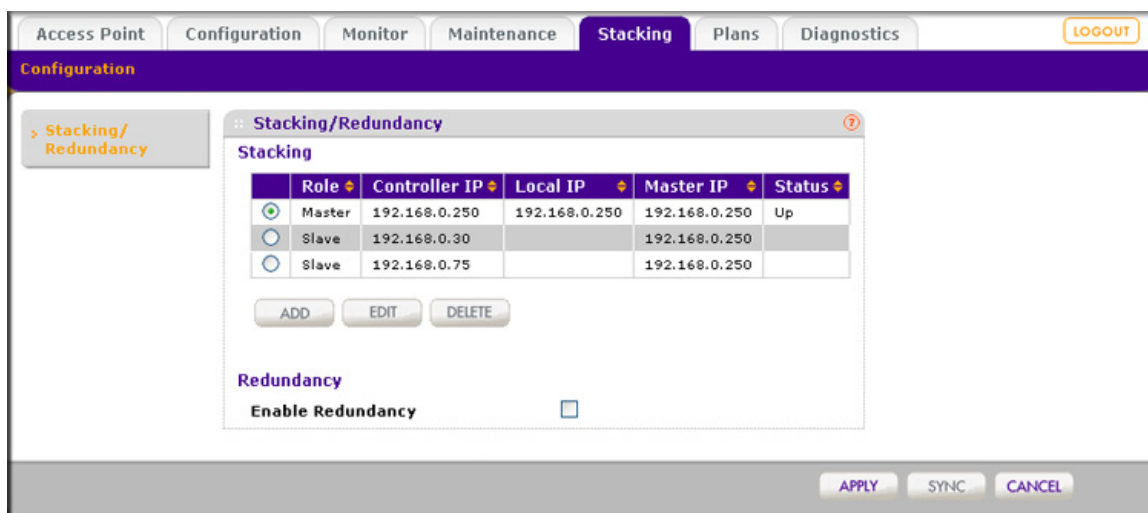 Access Point Configuration Monitor Maintenance Stacking Plans Diagnostics LOGOUT
Configuration
Stacking/
Redundancy
Stacking/Redundancy ?
Stacking
Role Controller IP Local IP Master IP Status
Master 192.168.0.250 192.168.0.250 192.168.0.250 Up
Slave 192.168.0.30 192.168.0.250
Slave 192.168.0.75 192.168.0.250
ADD EDIT DELETE
Redundancy
Enable Redundancy
APPLY SYNC CANCEL